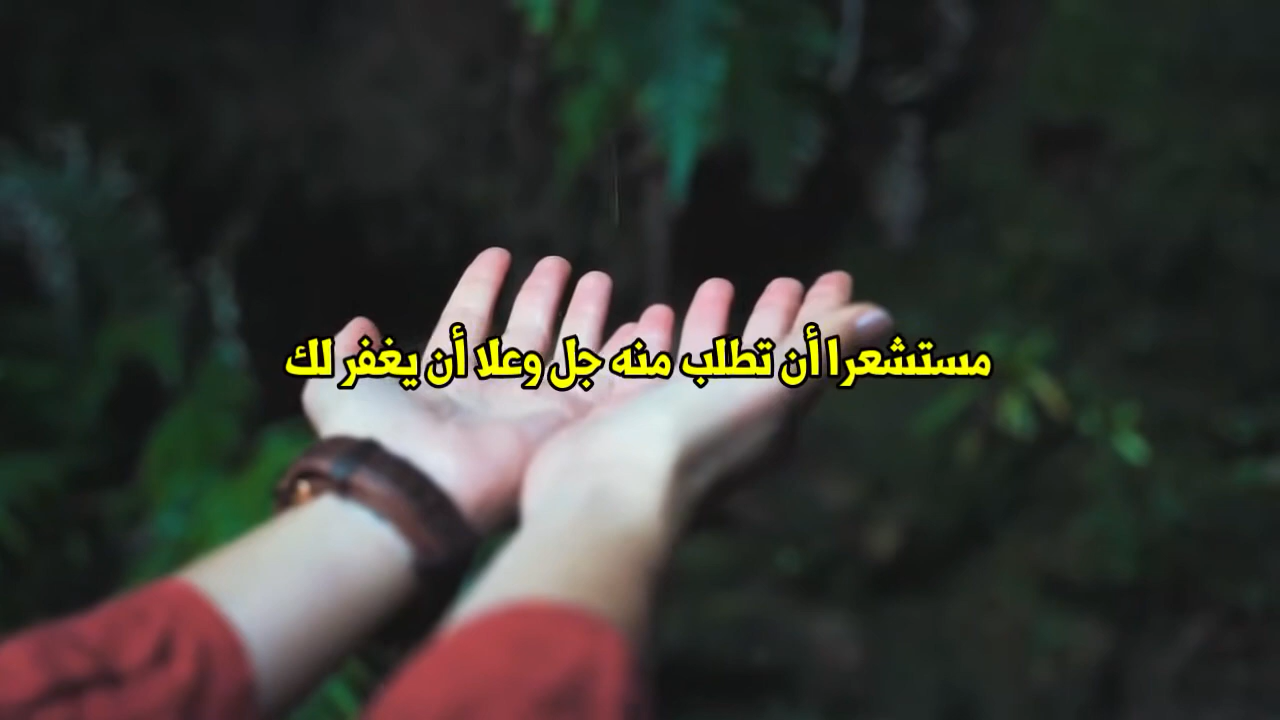 مستشعرا أن تطلب منه جل وعلا أن يغفر لك